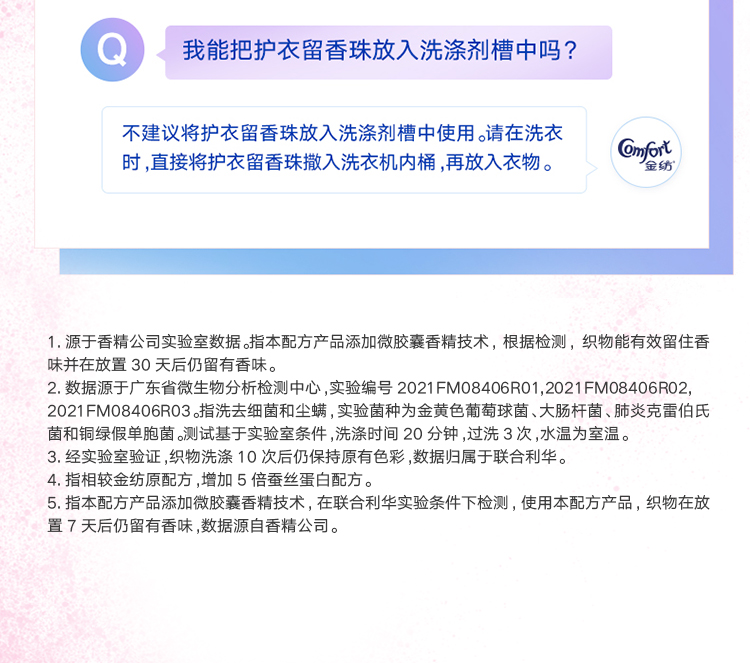 Q
我能把护衣留香珠放入洗涤剂槽中吗?
不建议将护衣留香珠放入洗涤剂槽中使用。请在洗衣
时,直接将护衣留香珠撒入洗衣机内桶,再放入衣物。
Comfort
金纺
1. 源于香精公司实验室数据。指本配方产品添加微胶囊香精技术, 根据检测, 织物能有效留住香
味并在放置 30 天后仍留有香味。
2. 数据源于广东省微生物分析检测中心,实验编号 2021FM08406R01,2021FM08406R02,
2021FM08406R03。指洗去细菌和尘螨,实验菌种为金黄色葡萄球菌、大肠杆菌、肺炎克雷伯氏
菌和铜绿假单胞菌。测试基于实验室条件,洗涤时间 20 分钟,过洗 3 次,水温为室温。
3. 经实验室验证,织物洗涤 10 次后仍保持原有色彩,数据归属于联合利华。
4. 指相较金纺原配方,增加 5 倍蚕丝蛋白配方。
5. 指本配方产品添加微胶囊香精技术, 在联合利华实验条件下检测, 使用本配方产品, 织物在放
置 7 天后仍留有香味,数据源自香精公司。